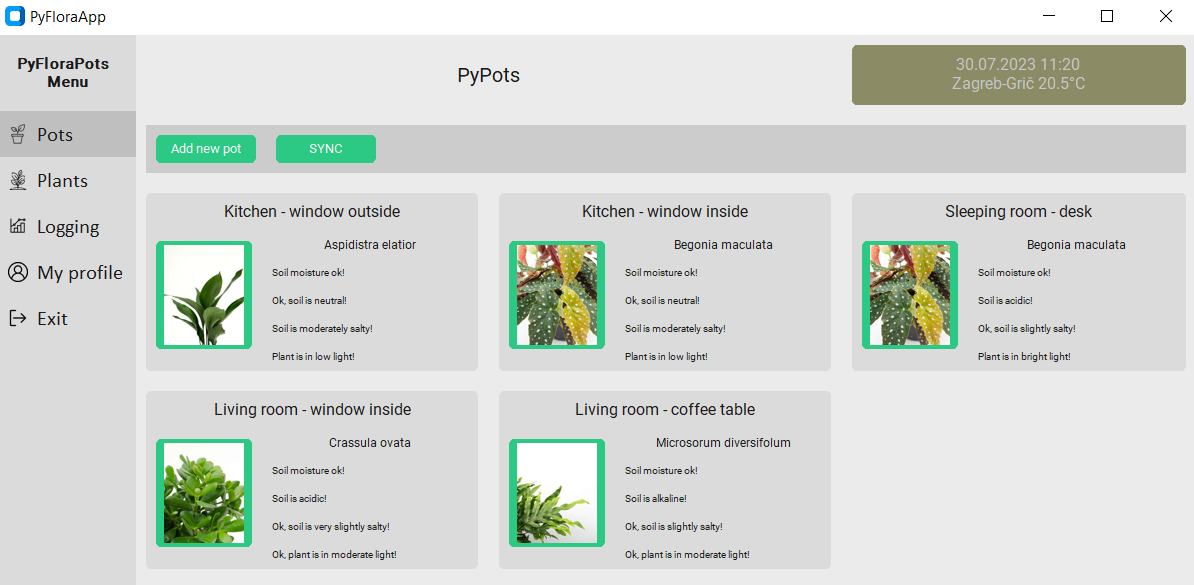 PyFloraApp
PyFloraPots
Menu
Pots
Plants
Logging
My profile
Exit
PyPots
30.07.2023 11:20
Zagreb-Grič 20.5°C
Add new pot
SYNC
Kitchen - window outside
Aspidistra elatior
Soil moisture ok!
Ok, soil is neutral!
Soil is moderately salty!
Plant is in low light!
Kitchen - window inside
Begonia maculata
Soil moisture ok!
Ok, soil is neutral!
Soil is moderately salty!
Plant is in low light!
Sleeping room - desk
Begonia maculata
Soil moisture ok!
Soil is acidic!
Ok, soil is slightly salty!
Plant is in bright light!
Living room - window inside
Crassula ovata
Soil moisture ok!
Soil is acidic!
Ok, soil is very slightly salty!
Ok, plant is in moderate light!
Living room - coffee table
Microsorum diversifolum
Soil moisture ok!
Soil is alkaline!
Ok, soil is slightly salty!
Ok, plant is in moderate light!